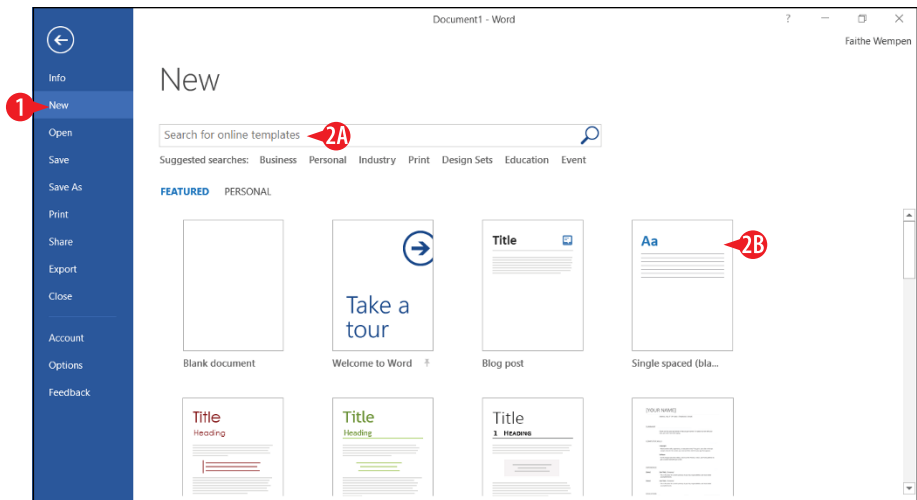 Document1 - Word
?
Faithe Wempen
Info
New
Open
Save
Save As
Print
Share
Export
Close
Account
Options
Feedback
1
New
Search for online templates
2A
Suggested searches: Business Personal Industry Print Design Sets Education Event
FEATURED PERSONAL
Take a
tour
Title
Aa
2B
Blank document
Welcome to Word
Blog post
Single spaced (bla...
Title
Heading
Title
Heading
Title
1 HEADING
[YOUR NAME]